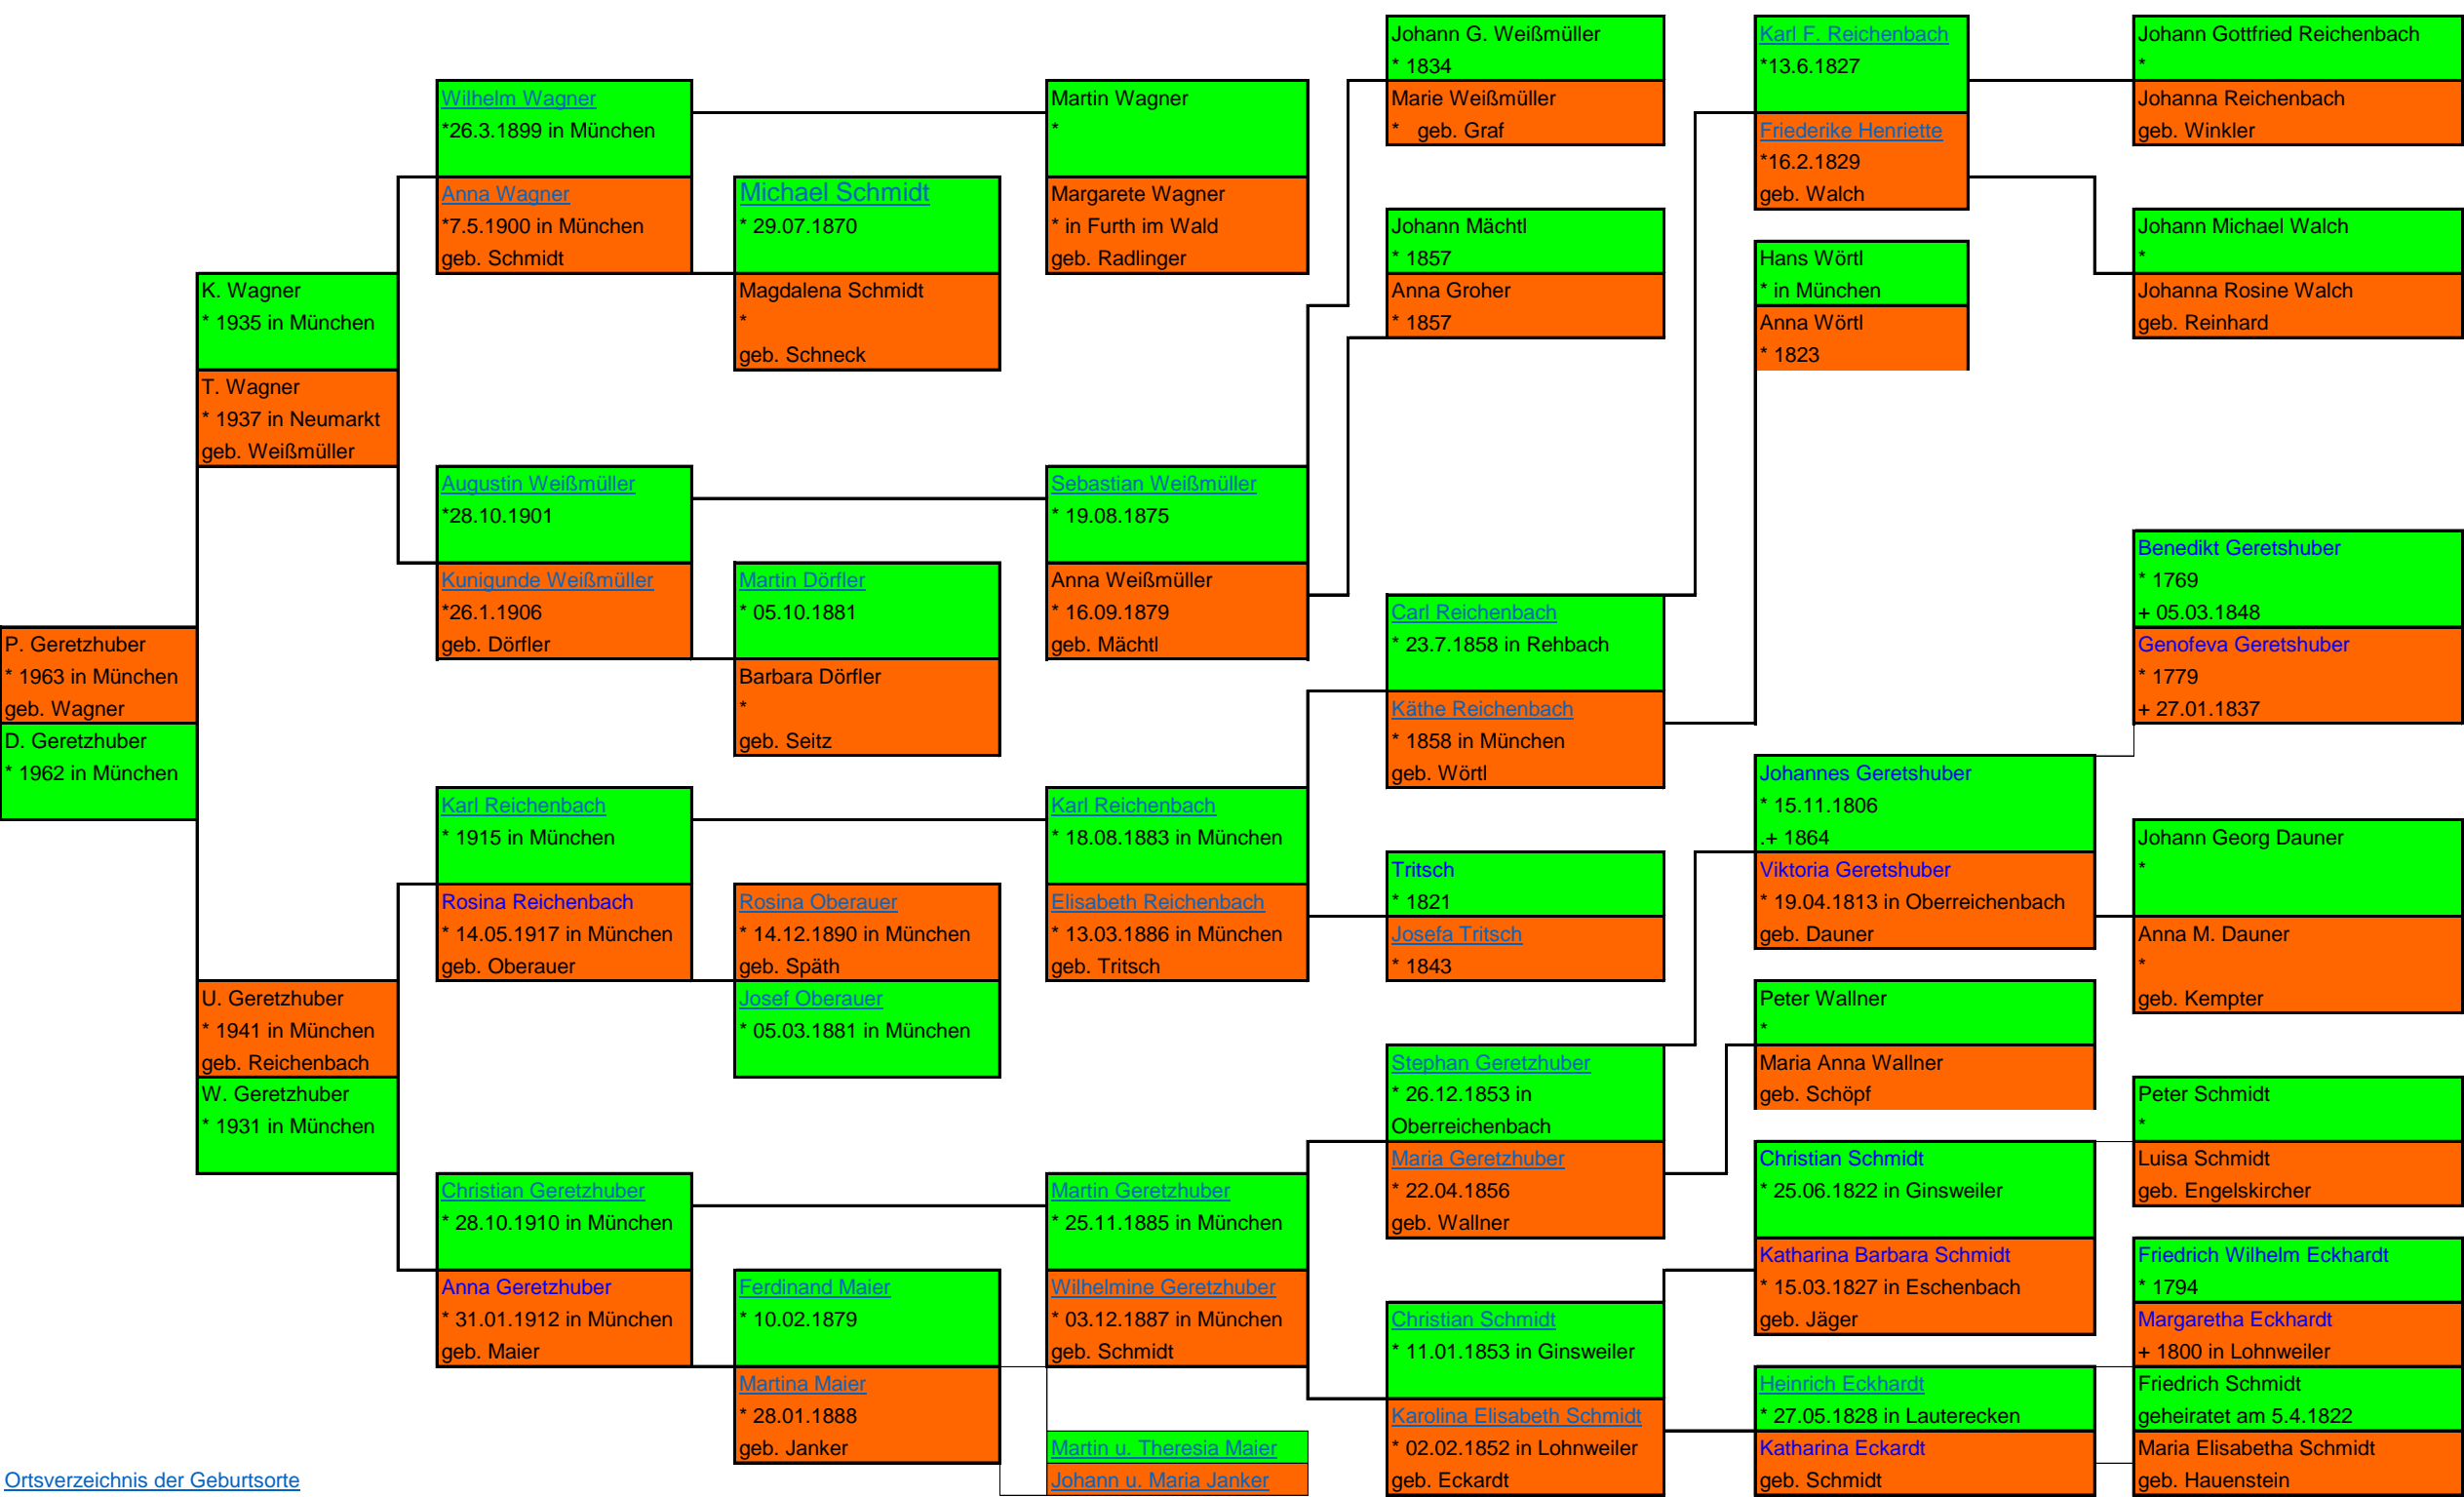 P. Geretzhuber
* 1963 in München
geb. Wagner
D. Geretzhuber
* 1962 in München
K. Wagner
* 1935 in München
T. Wagner
* 1937 in Neumarkt
geb. Weißmüller
U. Geretzhuber
* 1941 in München
geb. Reichenbach
W. Geretzhuber
* 1931 in München
Wilhelm Wagner
*26.3.1899 in München
Anna Wagner
*7.5.1900 in München
geb. Schmidt
Augustin Weißmüller
*28.10.1901
Kunigunde Weißmüller
*26.1.1906
geb. Dörfler
Karl Reichenbach
* 1915 in München
Rosina Reichenbach
* 14.05.1917 in München
geb. Oberauer
Christian Geretzhuber
* 28.10.1910 in München
Anna Geretzhuber
* 31.01.1912 in München
geb. Maier
Michael Schmidt
* 29.07.1870
Magdalena Schmidt
*
geb. Schneck
Martin Dörfler
* 05.10.1881
Barbara Dörfler
*
geb. Seitz
Rosina Oberauer
* 14.12.1890 in München
geb. Späth
Josef Oberauer
* 05.03.1881 in München
Ferdinand Maier
* 10.02.1879
Martina Maier
* 28.01.1888
geb. Janker
Martin Wagner
*
Margarete Wagner
* in Furth im Wald
geb. Radlinger
Sebastian Weißmüller
* 19.08.1875
Anna Weißmüller
* 16.09.1879
geb. Mächtl
Karl Reichenbach
* 18.08.1883 in München
Elisabeth Reichenbach
* 13.03.1886 in München
geb. Tritsch
Martin Geretzhuber
* 25.11.1885 in München
Wilhelmine Geretzhuber
* 03.12.1887 in München
geb. Schmidt
Martin u. Theresia Maier
Johann u. Maria Janker
Johann G. Weißmüller
* 1834
Marie Weißmüller
* geb. Graf
Johann Mächtl
* 1857
Anna Groher
* 1857
Carl Reichenbach
* 23.7.1858 in Rehbach
Käthe Reichenbach
* 1858 in München
geb. Wörtl
Tritsch
* 1821
Josefa Tritsch
* 1843
Stephan Geretzhuber
* 26.12.1853 in
Oberreichenbach
Maria Geretzhuber
* 22.04.1856
geb. Wallner
Christian Schmidt
* 11.01.1853 in Ginsweiler
Karolina Elisabeth Schmidt
* 02.02.1852 in Lohnweiler
geb. Eckardt
Karl F. Reichenbach
*13.6.1827
Friederike Henriette
*16.2.1829
geb. Walch
Hans Wörtl
* in München
Anna Wörtl
* 1823
Johannes Geretshuber
* 15.11.1806
.+ 1864
Viktoria Geretshuber
* 19.04.1813 in Oberreichenbach
geb. Dauner
Peter Wallner
*
Maria Anna Wallner
geb. Schöpf
Christian Schmidt
* 25.06.1822 in Ginsweiler
Katharina Barbara Schmidt
* 15.03.1827 in Eschenbach
geb. Jäger
Heinrich Eckhardt
* 27.05.1828 in Lauterecken
Katharina Eckardt
geb. Schmidt
Johann Gottfried Reichenbach
*
Johanna Reichenbach
geb. Winkler
Johann Michael Walch
*
Johanna Rosine Walch
geb. Reinhard
Benedikt Geretshuber
* 1769
+ 05.03.1848
Genofeva Geretshuber
* 1779
+ 27.01.1837
Johann Georg Dauner
*
Anna M. Dauner
*
geb. Kempter
Peter Schmidt
*
Luisa Schmidt
geb. Engelskircher
Friedrich Wilhelm Eckhardt
* 1794
Margaretha Eckhardt
+ 1800 in Lohnweiler
Friedrich Schmidt
geheiratet am 5.4.1822
Maria Elisabetha Schmidt
geb. Hauenstein
Ortsverzeichnis der Geburtsorte